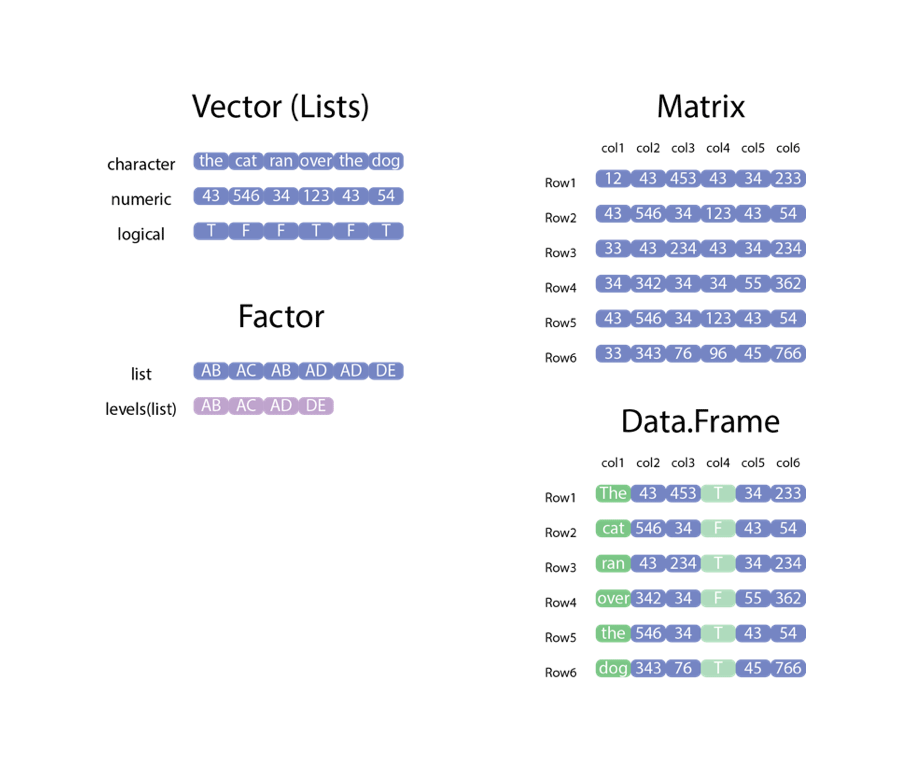 Vector (Lists)
character the cat ran over the dog
numeric 43 546 34 123 43 54
logical T F F T F T
Factor
list AB AC AB AD AD DE
levels(list) AB AC AD DE
Matrix
col1 col2 col3 col4 col5 col6
Row1 12 43 453 43 34 233
Row2 43 546 34 123 43 54
Row3 33 43 234 43 34 234
Row4 34 342 34 34 55 362
Row5 43 546 34 123 43 54
Row6 33 343 76 96 45 766
Data.Frame
col1 col2 col3 col4 col5 col6
Row1 The 43 453 T 34 233
Row2 cat 546 34 F 43 54
Row3 ran 43 234 T 34 234
Row4 over 342 34 F 55 362
Row5 the 546 34 T 43 54
Row6 dog 343 76 T 45 766